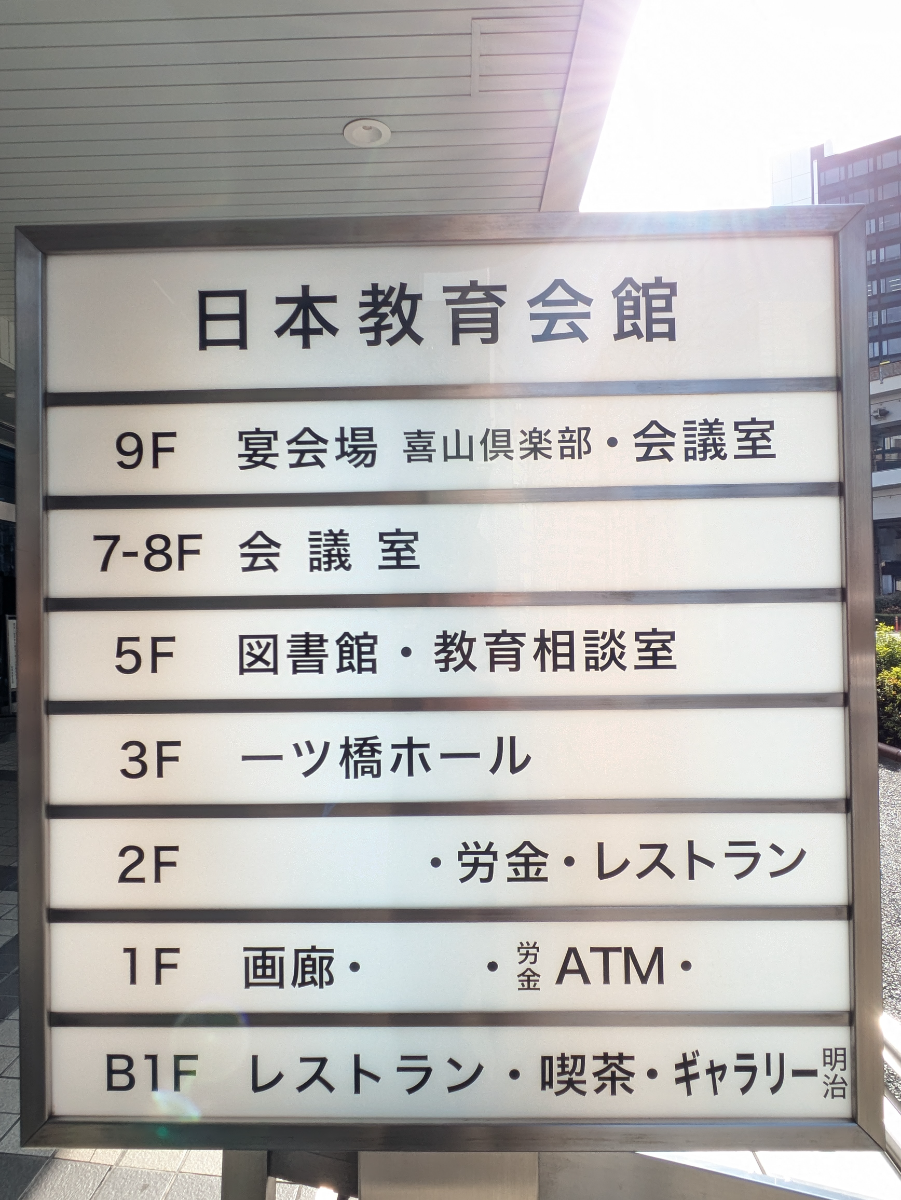 日本教育会館
9F 宴会場 喜山倶楽部・会議室
7-8F 会議室
5F 図書館・教育相談室
3F 一ツ橋ホール
2F ・労金・レストラン
1F 画廊・ ・労金 ATM・
B1F レストラン・喫茶・ギャラリー明治